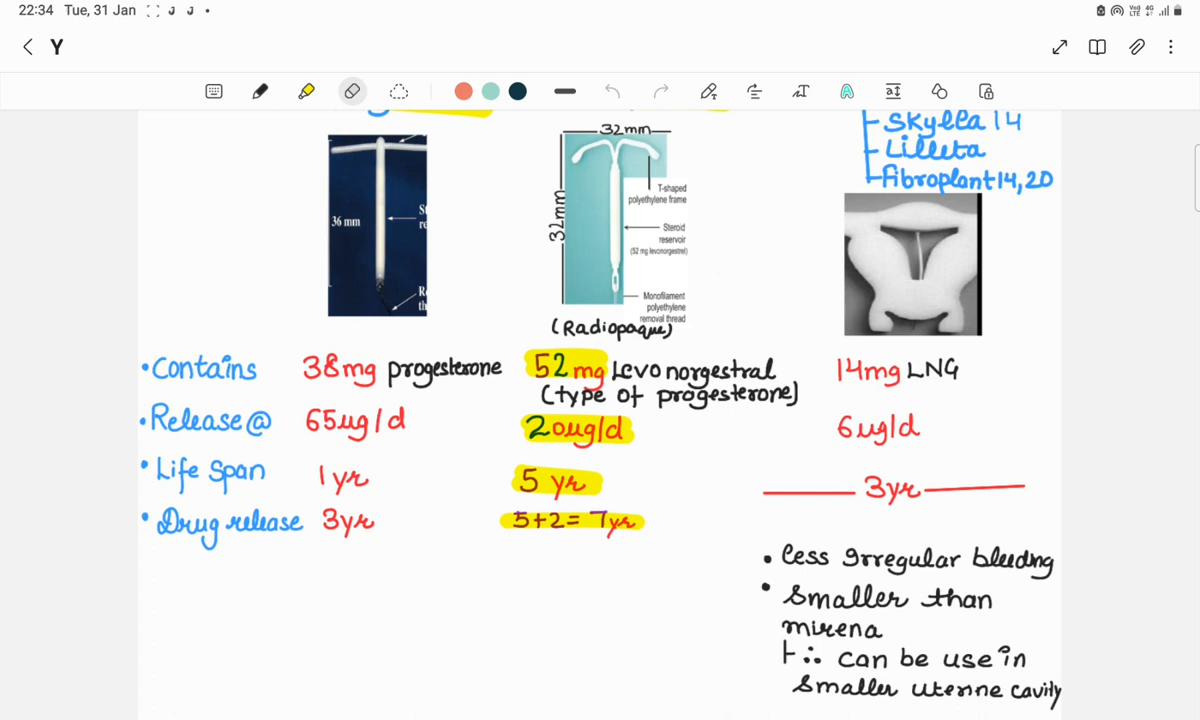 22:34 Tue, 31 Jan
Y
Skylla 14
Lilleta
Fibroplant 14, 20
36 mm
32mm
32mm
T-shaped
polyethylene frame
Steroid
reservoir
(52 mg levonorgestrel)
Monofilament
polyethylene
removal thread
(Radiopaque)
• Contains 38mg progesterone 52 mg Levonorgestral 14mg LNG
(type of progesterone)
• Release @ 65ug/d 20ug/d 6ug/d
• Life Span 1yr 5 yr 3yr
• Drug release 3yr 5+2= 7yr
• less Irregular bleeding
• Smaller than
mirena
∴ can be use in
Smaller uterine cavity